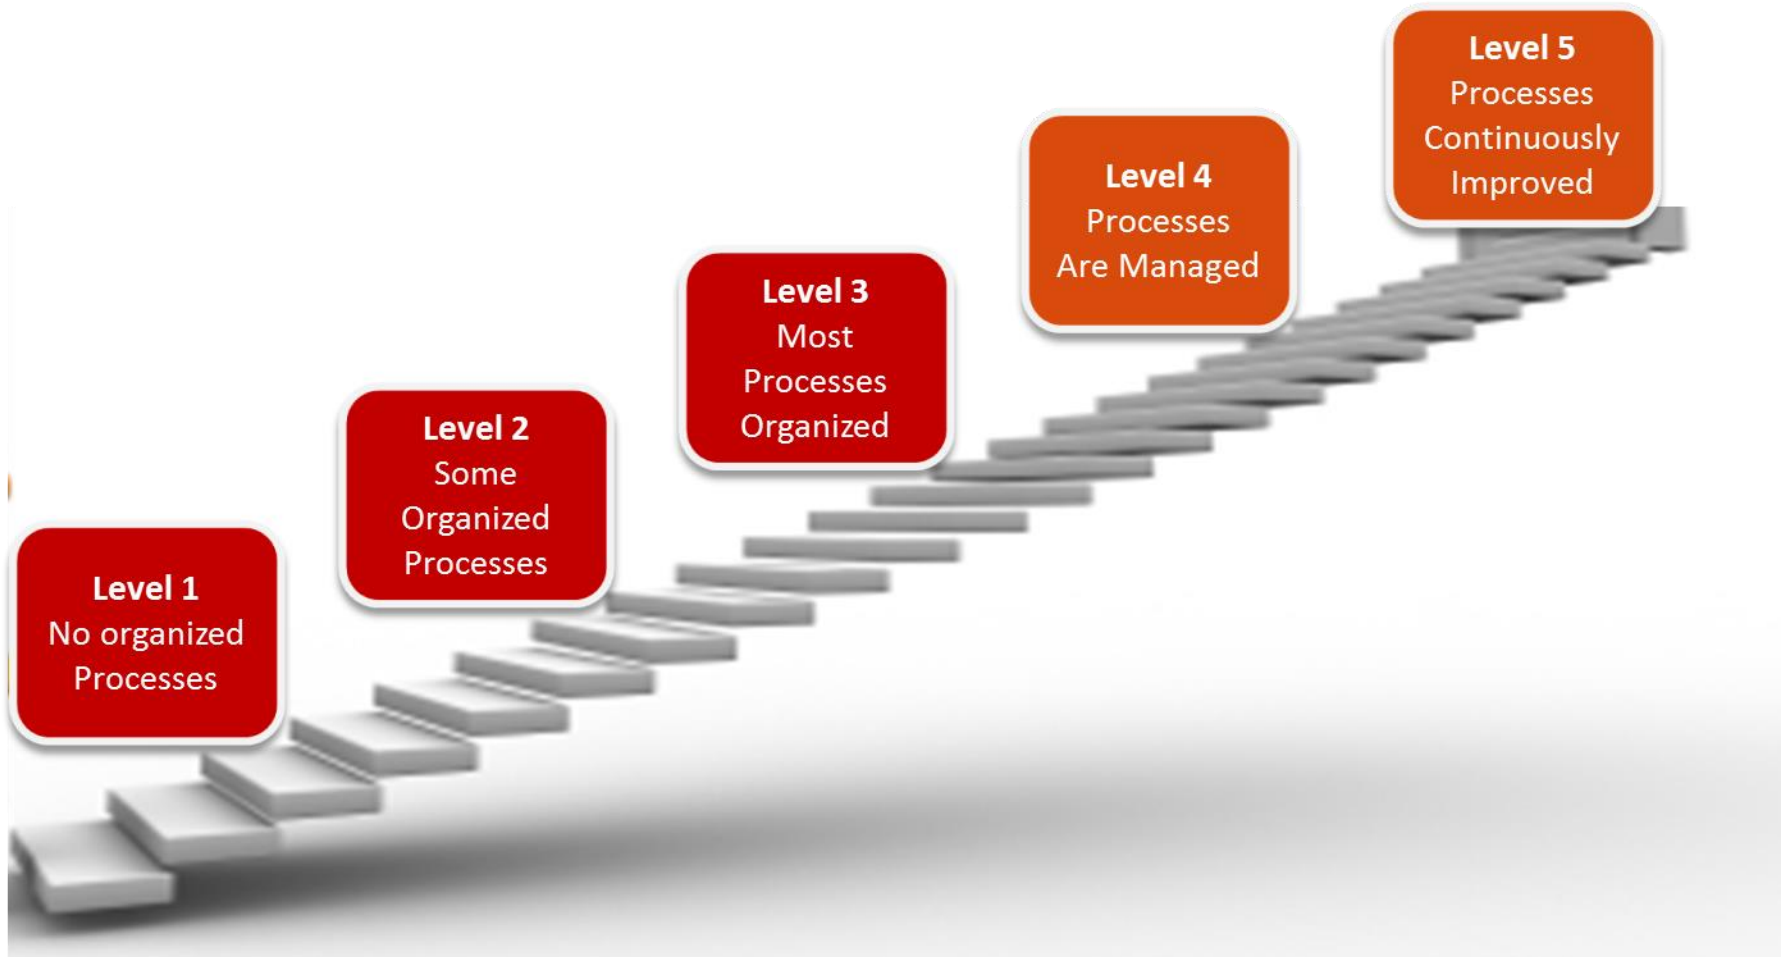 Level 1
No organized
Processes
Level 2
Some
Organized
Processes
Level 3
Most
Processes
Organized
Level 4
Processes
Are Managed
Level 5
Processes
Continuously
Improved